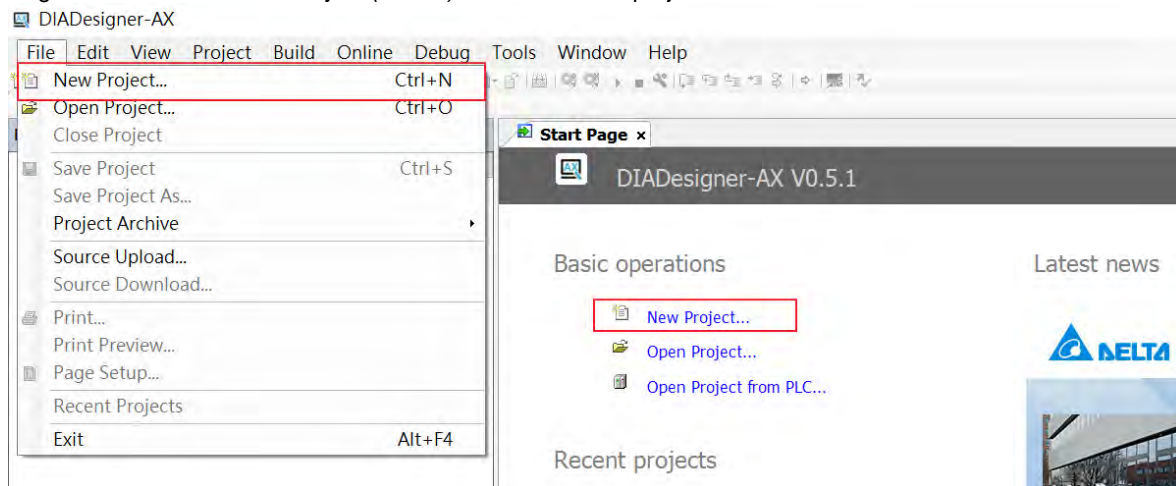 DIADesigner-AX
File Edit View Project Build Online Debug Tools Window Help
New Project... Ctrl+N
Open Project... Ctrl+O
Close Project
Save Project Ctrl+S
Save Project As...
Project Archive
Source Upload...
Source Download...
Print...
Print Preview...
Page Setup...
Recent Projects
Exit Alt+F4
Start Page
DIADesigner-AX V0.5.1
Basic operations
New Project...
Open Project...
Open Project from PLC...
Recent projects
Latest news
DELTA